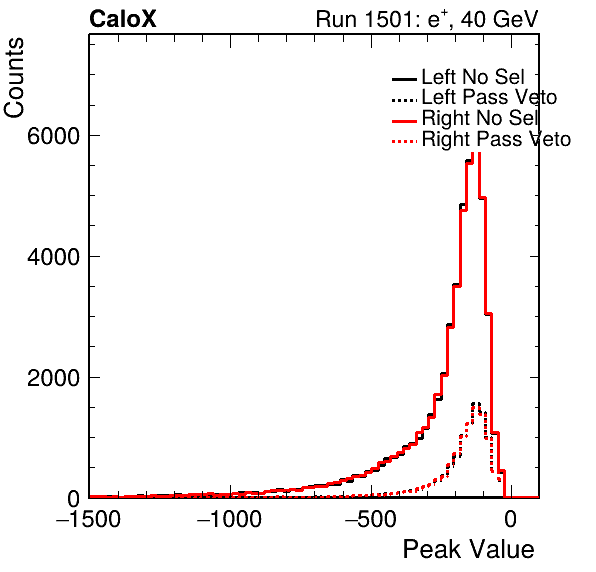 CaloX Run 1501: e⁺, 40 GeV
Counts
Left No Sel
Left Pass Veto
Right No Sel
Right Pass Veto
6000
4000
2000
0
−1500 −1000 −500 0
Peak Value